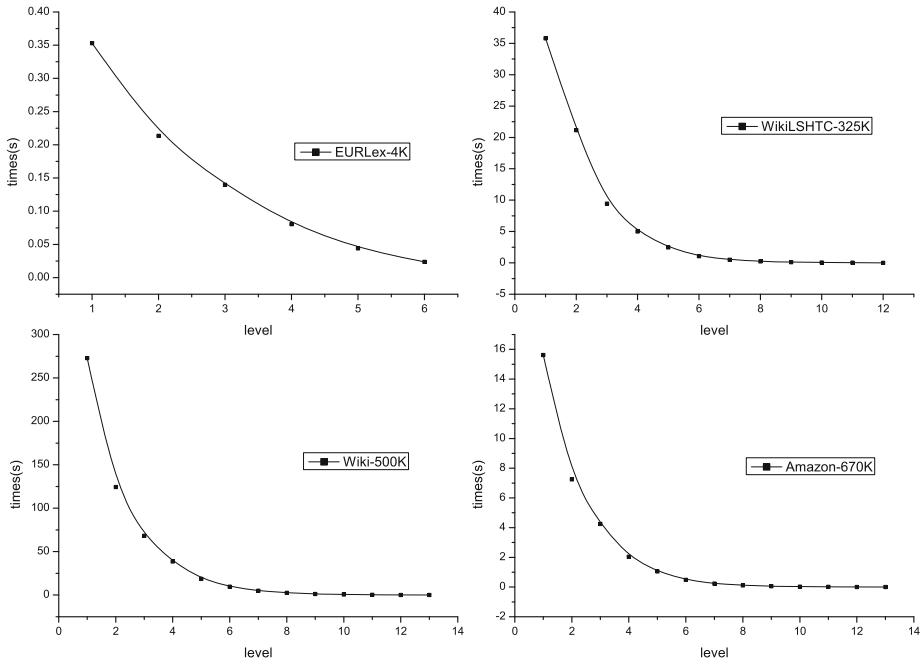 0.40
0.35
0.30
0.25
0.20
0.15
0.10
0.05
0.00
times(s)
EURLex-4K
1 2 3 4 5 6
level
40
35
30
25
20
15
10
5
0
-5
times(s)
WikiLSHTC-325K
0 2 4 6 8 10 12
level
300
250
200
150
100
50
0
times(s)
Wiki-500K
0 2 4 6 8 10 12 14
level
16
14
12
10
8
6
4
2
0
-2
times(s)
Amazon-670K
0 2 4 6 8 10 12 14
level